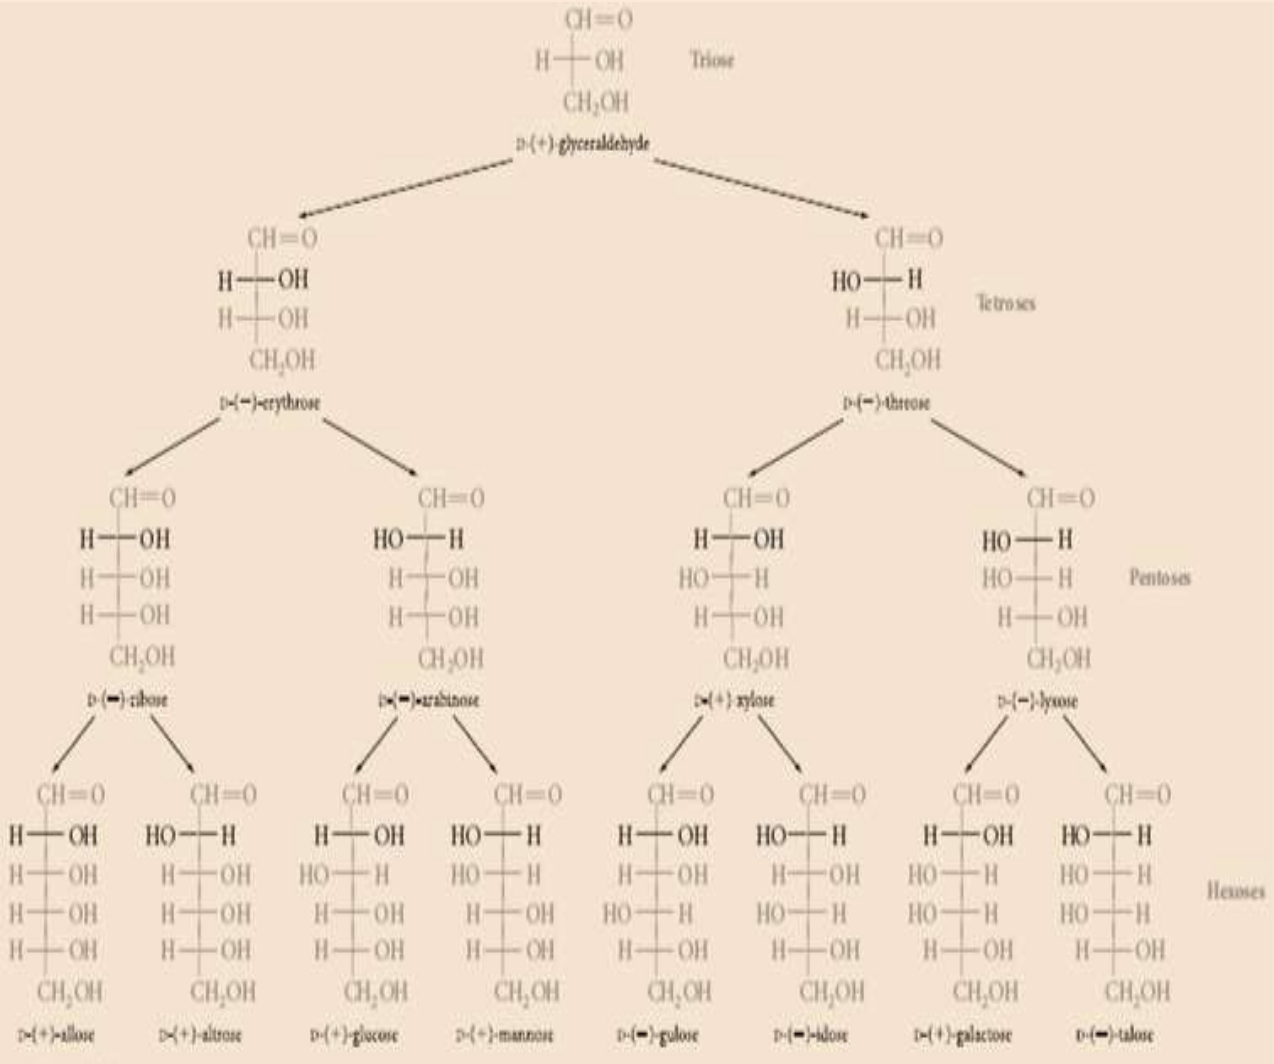 CH=O
H OH Triose
CH₂OH
D-(+)-glyceraldehyde
CH=O CH=O
H OH HO H
H OH H OH Tetroses
CH₂OH CH₂OH
D-(−)-erythrose D-(−)-threose
CH=O CH=O CH=O CH=O
H OH HO H H OH HO H
H OH H OH HO H HO H Pentoses
H OH H OH H OH H OH
CH₂OH CH₂OH CH₂OH CH₂OH
D-(−)-ribose D-(−)-arabinose D-(+)-xylose D-(−)-lyxose
CH=O CH=O CH=O CH=O CH=O CH=O CH=O CH=O
H OH HO H H OH HO H H OH HO H H OH HO H
H OH H OH HO H HO H H OH H OH HO H HO H Hexoses
H OH H OH H OH H OH HO H HO H HO H HO H
H OH H OH H OH H OH H OH H OH H OH H OH
CH₂OH CH₂OH CH₂OH CH₂OH CH₂OH CH₂OH CH₂OH CH₂OH
D-(+)-allose D-(+)-altrose D-(+)-glucose D-(+)-mannose D-(−)-gulose D-(−)-idose D-(+)-galactose D-(−)-talose